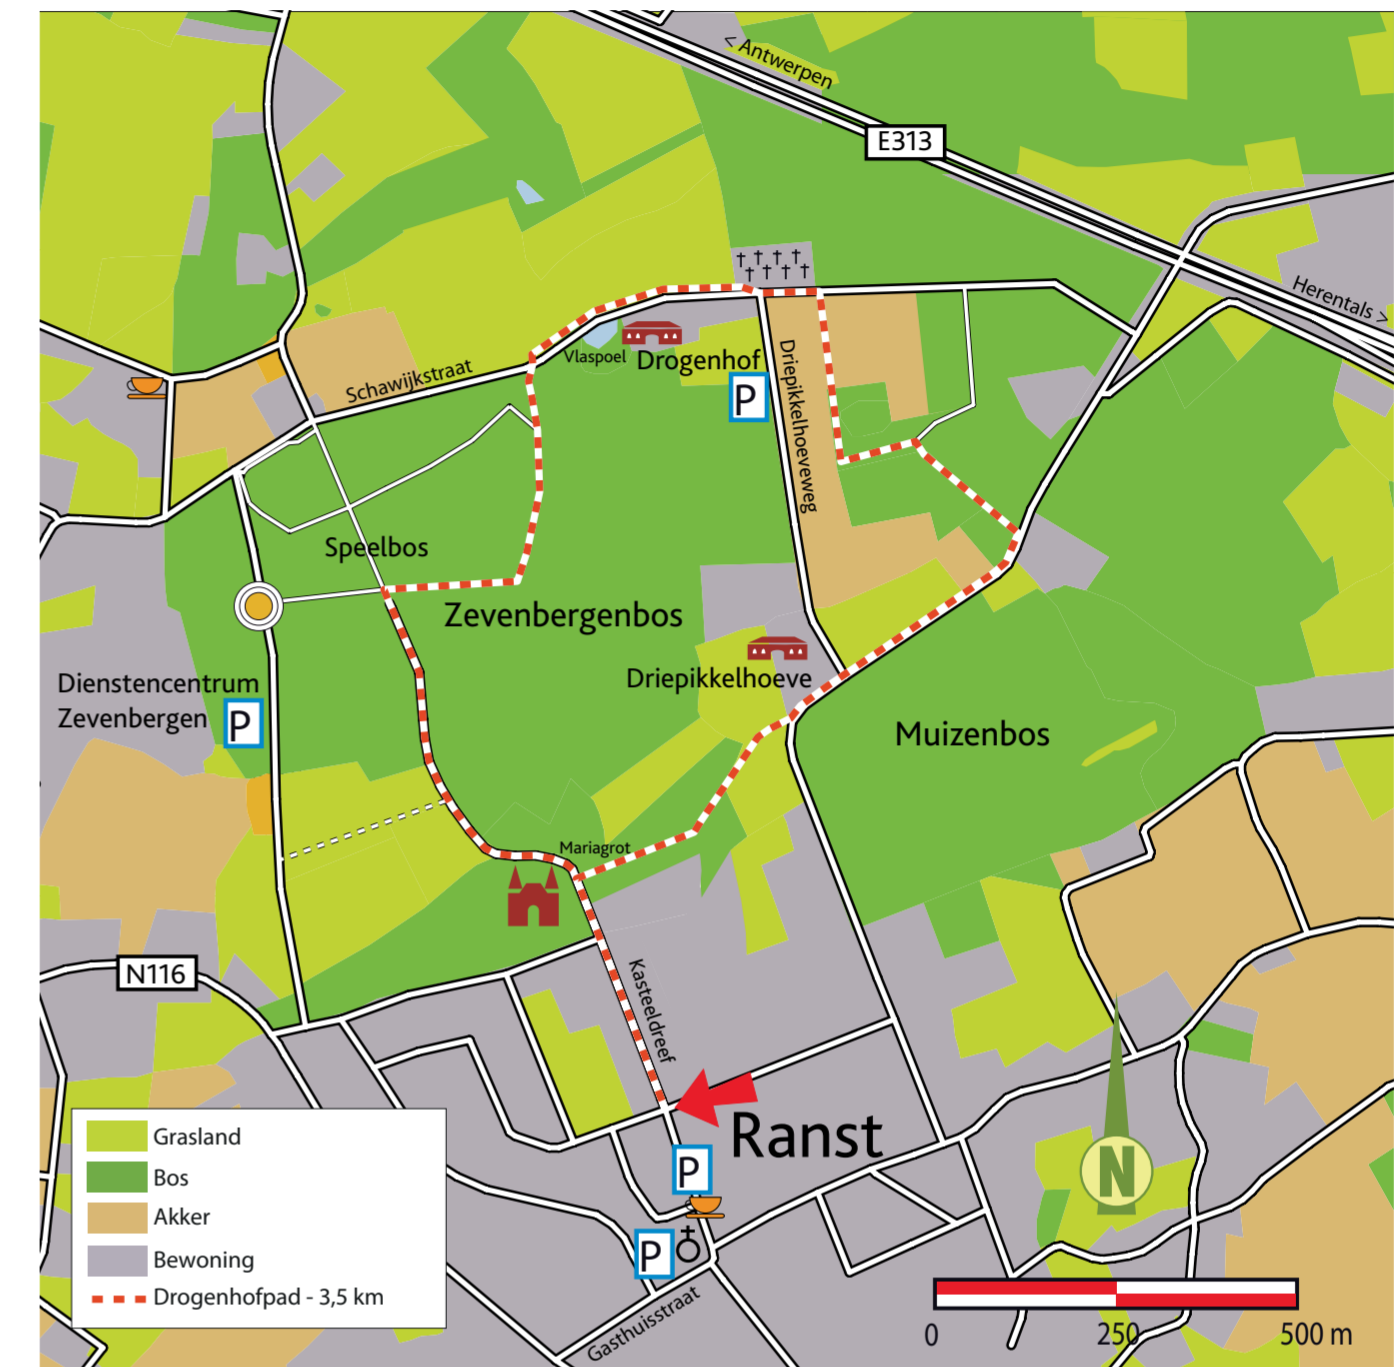 < Antwerpen
E313
Herentals >
Vlaspoel
Drogenhof
Schawijkstraat
P
Driepikkelhoeveweg
Speelbos
Zevenbergenbos
Driepikkelhoeve
Dienstencentrum
Zevenbergen
P
Muizenbos
Mariagrot
N116
Kasteeldreef
Ranst
P
P
Gasthuisstraat
N
Grasland
Bos
Akker
Bewoning
Drogenhofpad - 3,5 km
0
250
500 m